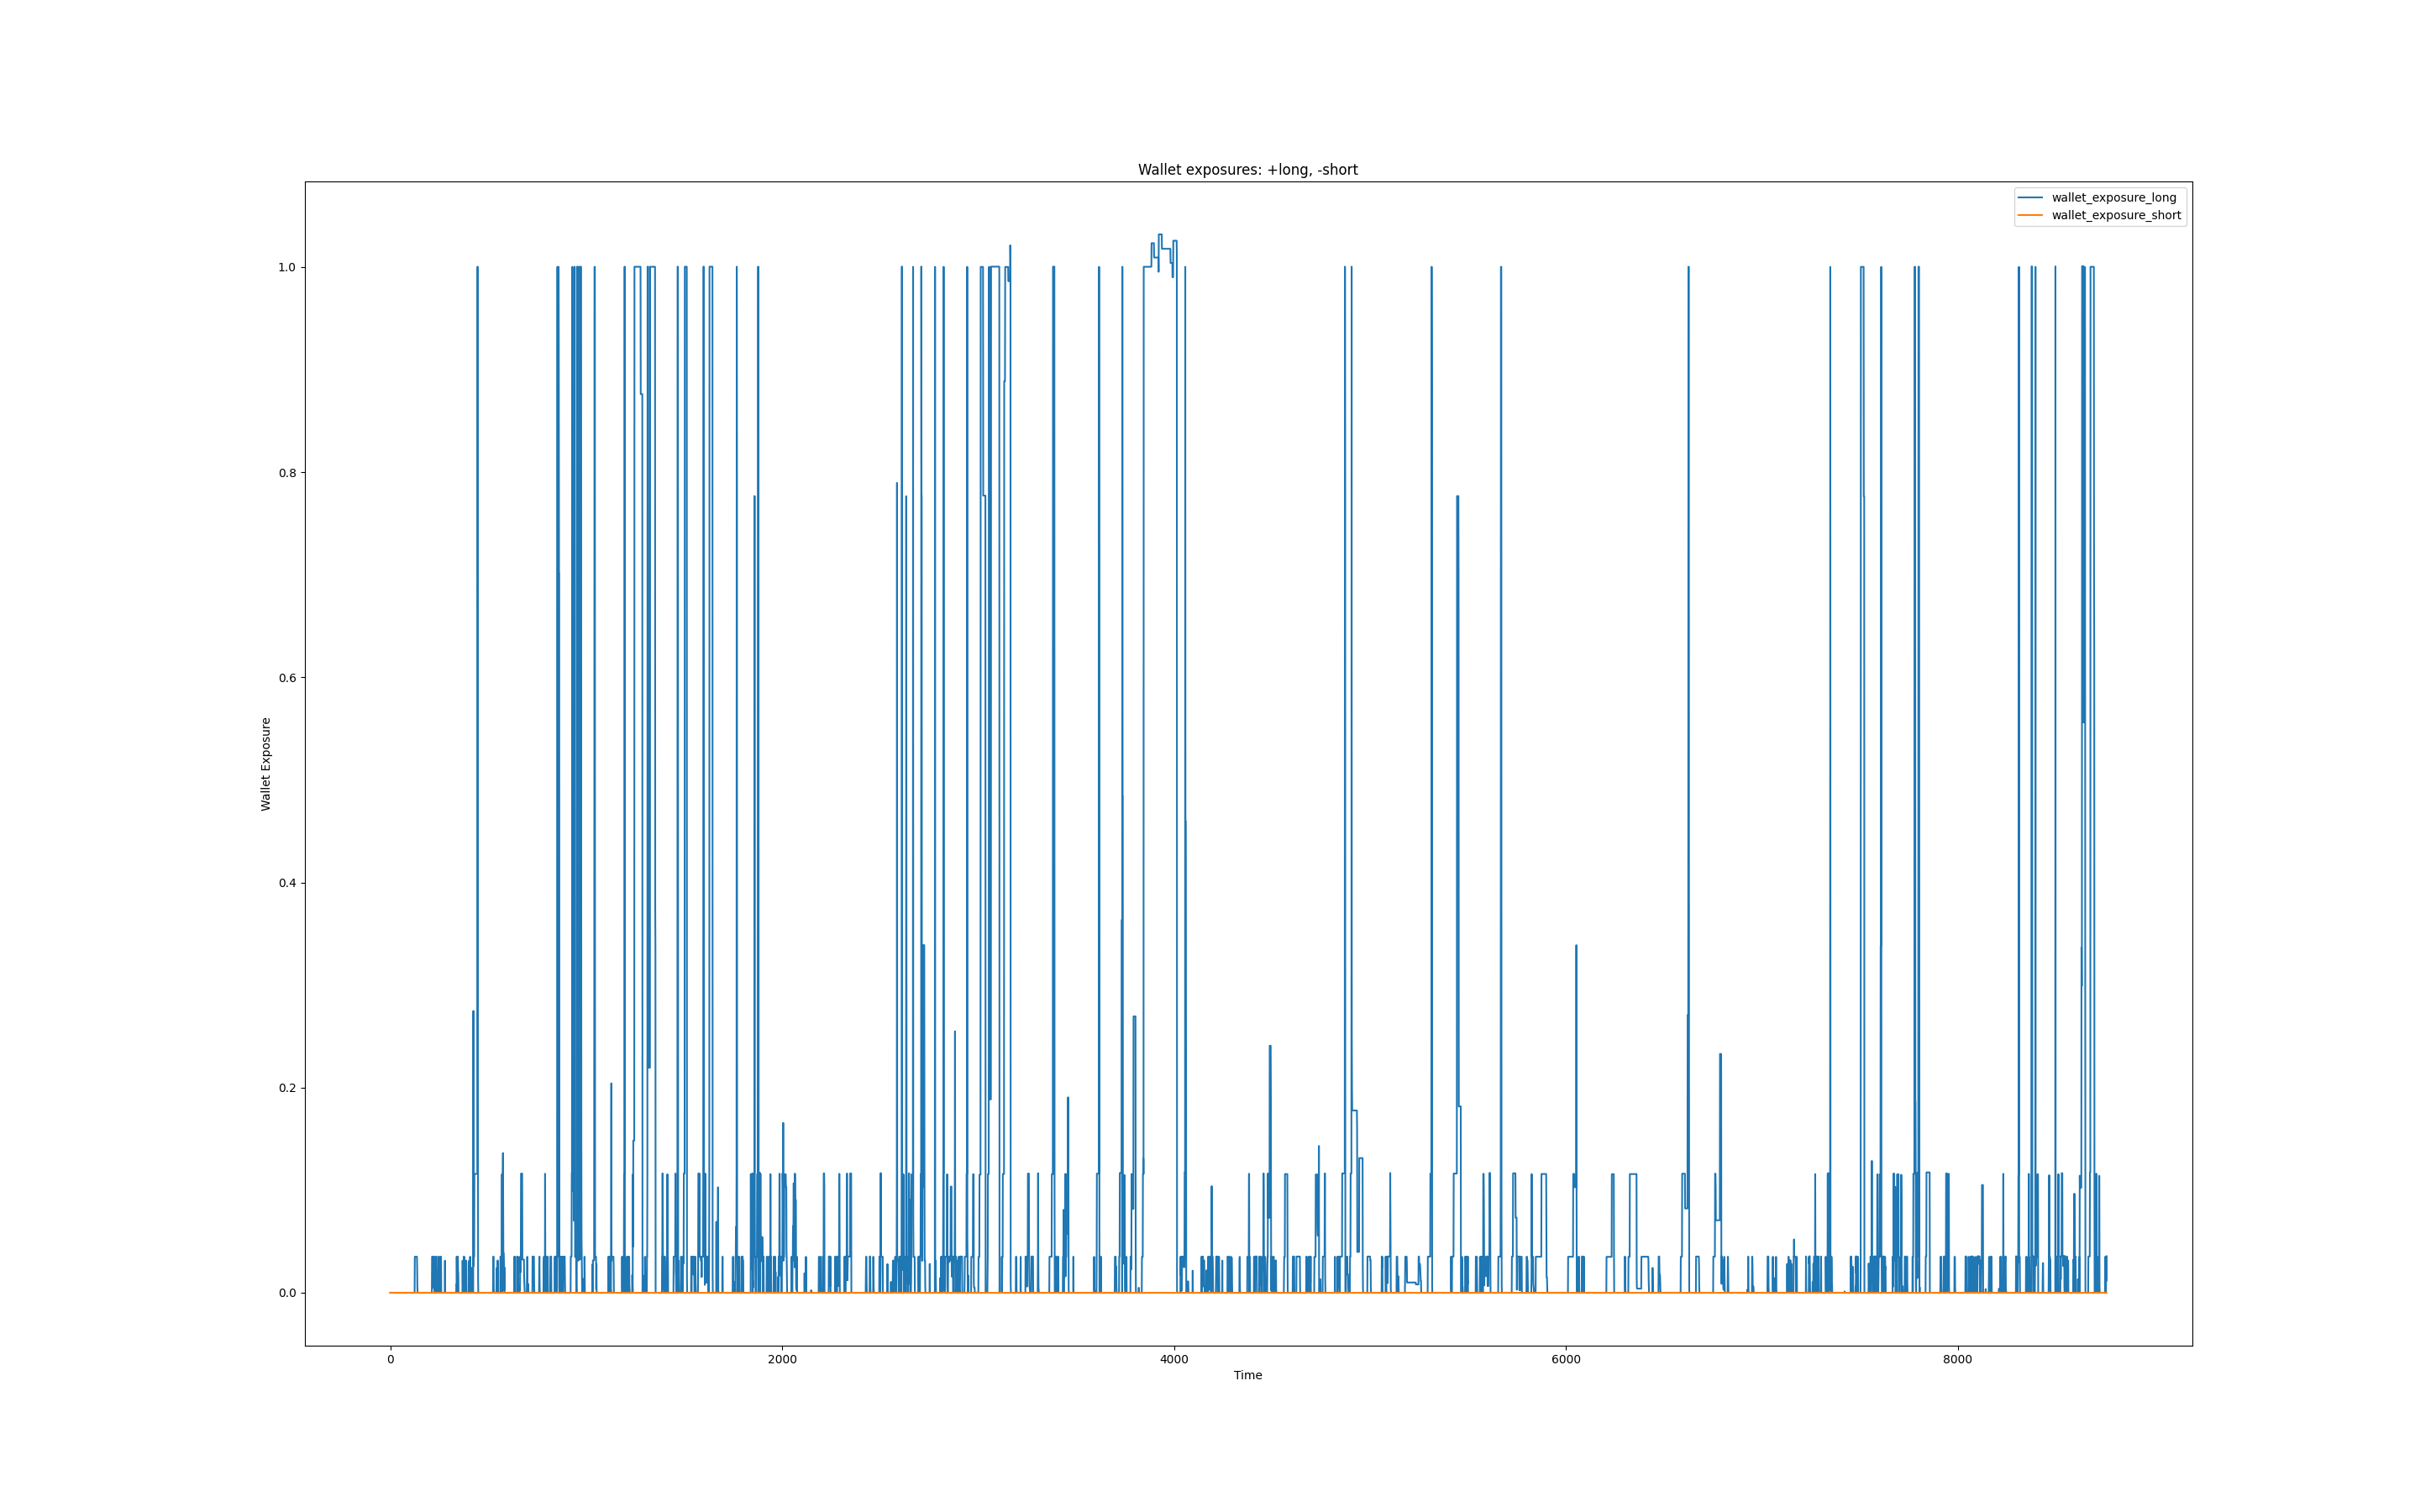 Wallet exposures: +long, -short
wallet_exposure_long
wallet_exposure_short
1.0
0.8
0.6
0.4
0.2
0.0
Wallet Exposure
0 2000 4000 6000 8000
Time